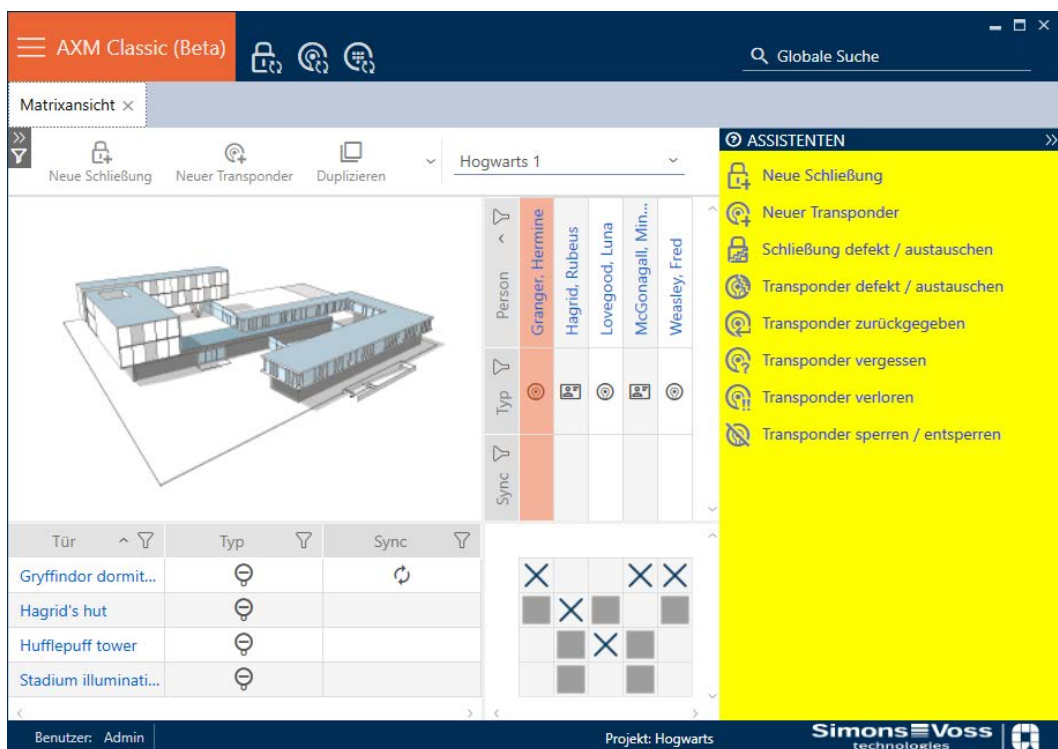 AXM Classic (Beta)
Globale Suche
Matrixansicht
Neue Schließung
Neuer Transponder
Duplizieren
Hogwarts 1
Person
Granger, Hermine
Hagrid, Rubeus
Lovegood, Luna
McGonagall, Min...
Weasley, Fred
Typ
Sync
Tür
Typ
Sync
Gryffindor dormit...
Hagrid's hut
Hufflepuff tower
Stadium illuminati...
ASSISTENTEN
Neue Schließung
Neuer Transponder
Schließung defekt / austauschen
Transponder defekt / austauschen
Transponder zurückgegeben
Transponder vergessen
Transponder verloren
Transponder sperren / entsperren
Benutzer: Admin
Projekt: Hogwarts
Simons Voss
technologies